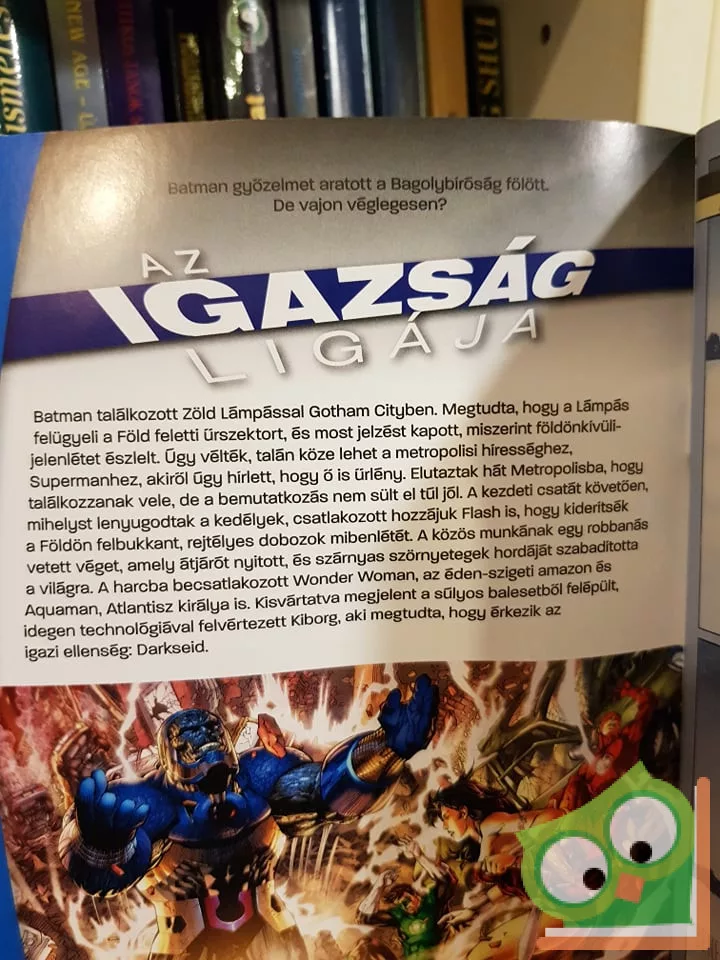 NEW AGE -
SHUI
Batman győzelmet aratott a Bagolybíróság fölött.
De vajon véglegesen?
AZ
IGAZSÁG
LIGÁJA
Batman találkozott Zöld Lámpással Gotham Cityben. Megtudta, hogy a Lámpás
felügyeli a Föld feletti űrszektort, és most jelzést kapott, miszerint földönkívüli-
jelenlétet észlelt. Úgy vélték, talán köze lehet a metropolisi hírességhez,
Supermanhez, akiről úgy hírlett, hogy ő is űrlény. Elutaztak hát Metropolisba, hogy
találkozzanak vele, de a bemutatkozás nem sült el túl jól. A kezdeti csatát követően,
mihelyst lenyugodtak a kedélyek, csatlakozott hozzájuk Flash is, hogy kiderítsék
a Földön felbukkant, rejtélyes dobozok mibenlétét. A közös munkának egy robbanás
vetett véget, amely átjárót nyitott, és szárnyas szörnyetegek hordáját szabadította
a világra. A harcba becsatlakozott Wonder Woman, az éden-szigeti amazon és
Aquaman, Atlantisz királya is. Kisvártatva megjelent a súlyos balesetből felépült,
idegen technológiával felvértezett Kiborg, aki megtudta, hogy érkezik az
igazi ellenség: Darkseid.